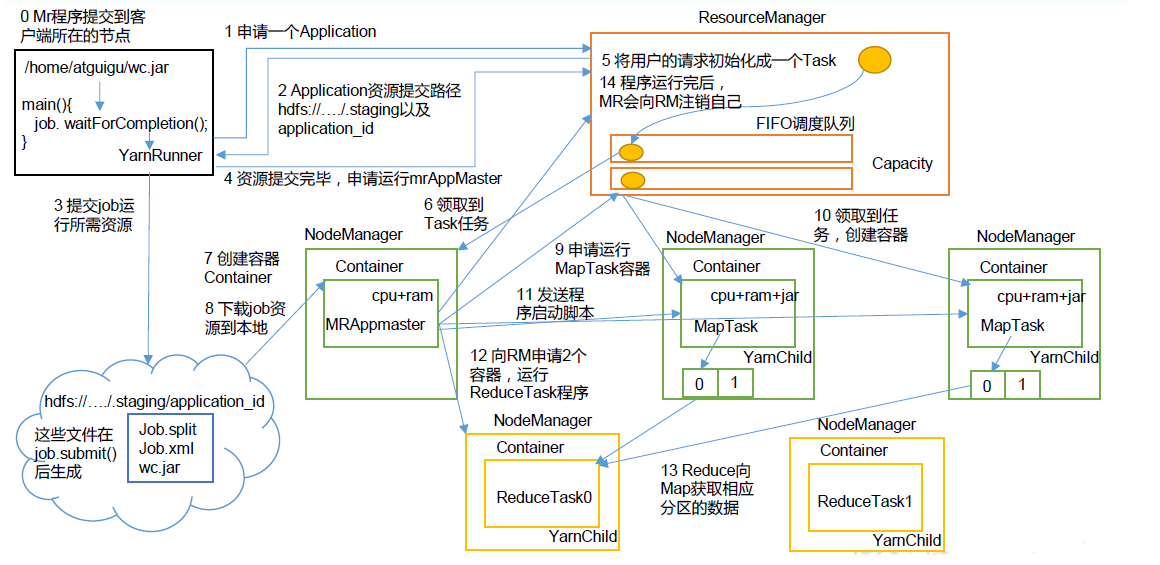 0 Mr程序提交到客
户端所在的节点
/home/atguigu/wc.jar
main(){
job. waitForCompletion();
}
YarnRunner
1 申请一个Application
2 Application资源提交路径
hdfs://…./.staging以及
application_id
4 资源提交完毕，申请运行mrAppMaster
3 提交job运
行所需资源
ResourceManager
5 将用户的请求初始化成一个Task
14 程序运行完后，
MR会向RM注销自己
FIFO调度队列
Capacity
6 领取到
Task任务
7 创建容器
Container
8 下载job资
源到本地
NodeManager
Container
cpu+ram
MRAppmaster
9 申请运行
MapTask容器
10 领取到任
务，创建容器
11 发送程
序启动脚本
NodeManager
Container
cpu+ram+jar
MapTask
YarnChild
0
1
NodeManager
Container
cpu+ram+jar
MapTask
YarnChild
0
1
12 向RM申请2个
容器，运行
ReduceTask程序
hdfs://…./.staging/application_id
这些文件在
job.submit()
后生成
Job.split
Job.xml
wc.jar
NodeManager
Container
ReduceTask0
YarnChild
13 Reduce向
Map获取相应
分区的数据
NodeManager
Container
ReduceTask1
YarnChild